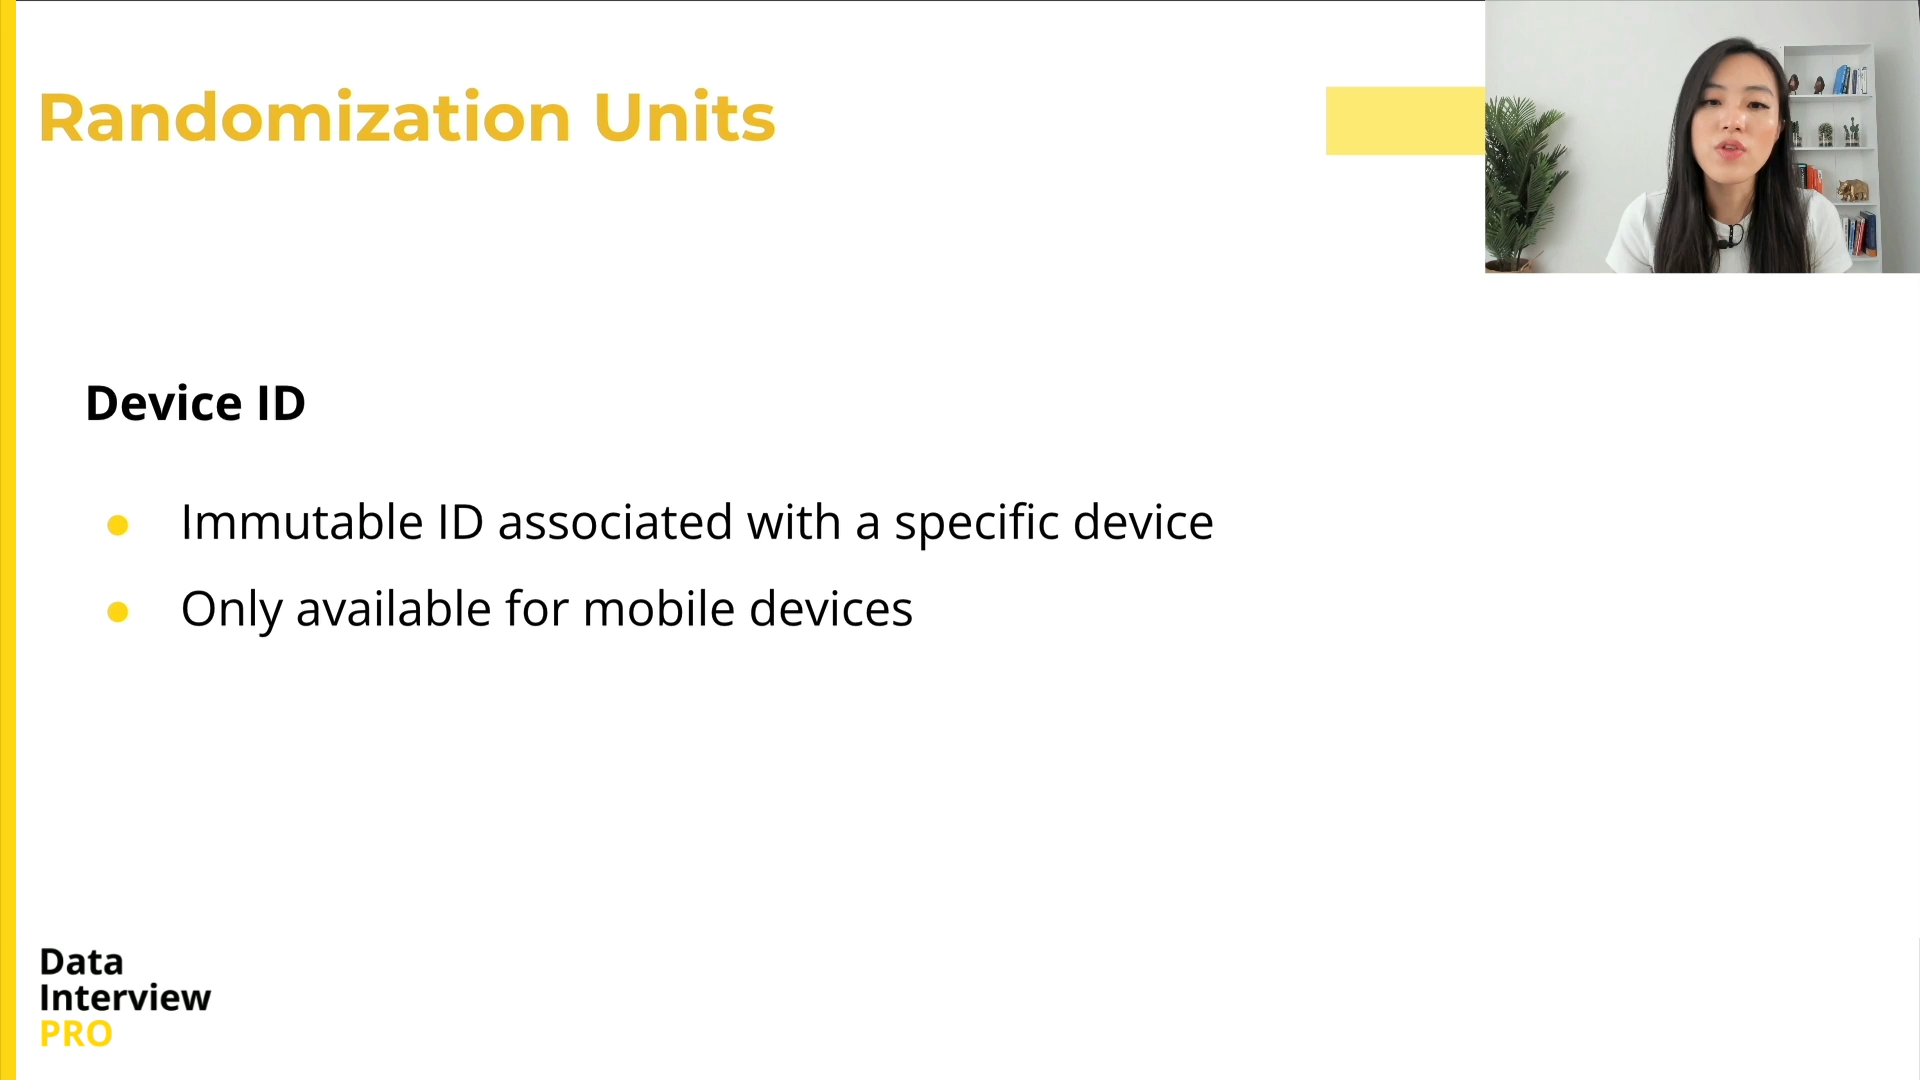 Randomization Units
Device ID
Immutable ID associated with a specific device
Only available for mobile devices
Data
Interview
PRO